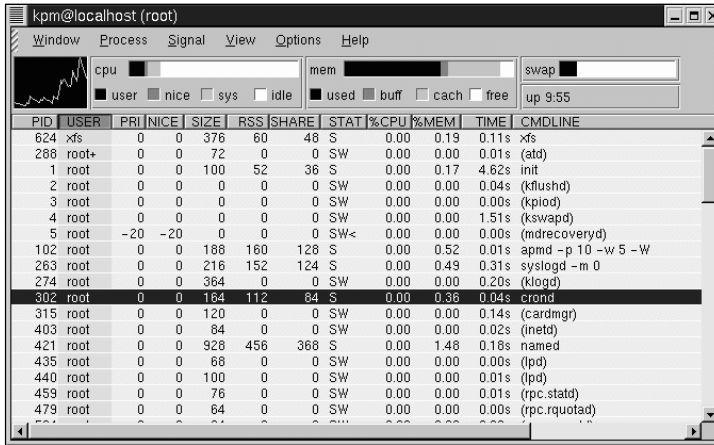 kpm@localhost (root)
Window Process Signal View Options Help
cpu mem swap
user nice sys idle used buff cach free up 9:55
PID USER PRI NICE SIZE RSS SHARE STAT %CPU %MEM TIME CMDLINE
624 xfs 0 0 376 60 48 S 0.00 0.19 0.11s xfs
288 root+ 0 0 72 0 0 SW 0.00 0.00 0.01s (atd)
1 root 0 0 100 52 36 S 0.00 0.17 4.62s init
2 root 0 0 0 0 0 SW 0.00 0.00 0.04s (kflushd)
3 root 0 0 0 0 0 SW 0.00 0.00 0.00s (kpiod)
4 root 0 0 0 0 0 SW 0.00 0.00 1.51s (kswapd)
5 root -20 -20 0 0 0 SW< 0.00 0.00 0.00s (mdrecoveryd)
102 root 0 0 188 160 128 S 0.00 0.52 0.01s apmd -p 10 -w 5 -W
263 root 0 0 216 152 124 S 0.00 0.49 0.31s syslogd -m 0
274 root 0 0 364 0 0 SW 0.00 0.00 0.20s (klogd)
302 root 0 0 164 112 84 S 0.00 0.36 0.04s crond
315 root 0 0 120 0 0 SW 0.00 0.00 0.14s (cardmgr)
403 root 0 0 84 0 0 SW 0.00 0.00 0.02s (inetd)
421 root 0 0 928 456 368 S 0.00 1.48 0.18s named
435 root 0 0 68 0 0 SW 0.00 0.00 0.00s (lpd)
440 root 0 0 100 0 0 SW 0.00 0.00 0.01s (lpd)
459 root 0 0 76 0 0 SW 0.00 0.00 0.01s (rpc.statd)
479 root 0 0 64 0 0 SW 0.00 0.00 0.00s (rpc.rquotad)